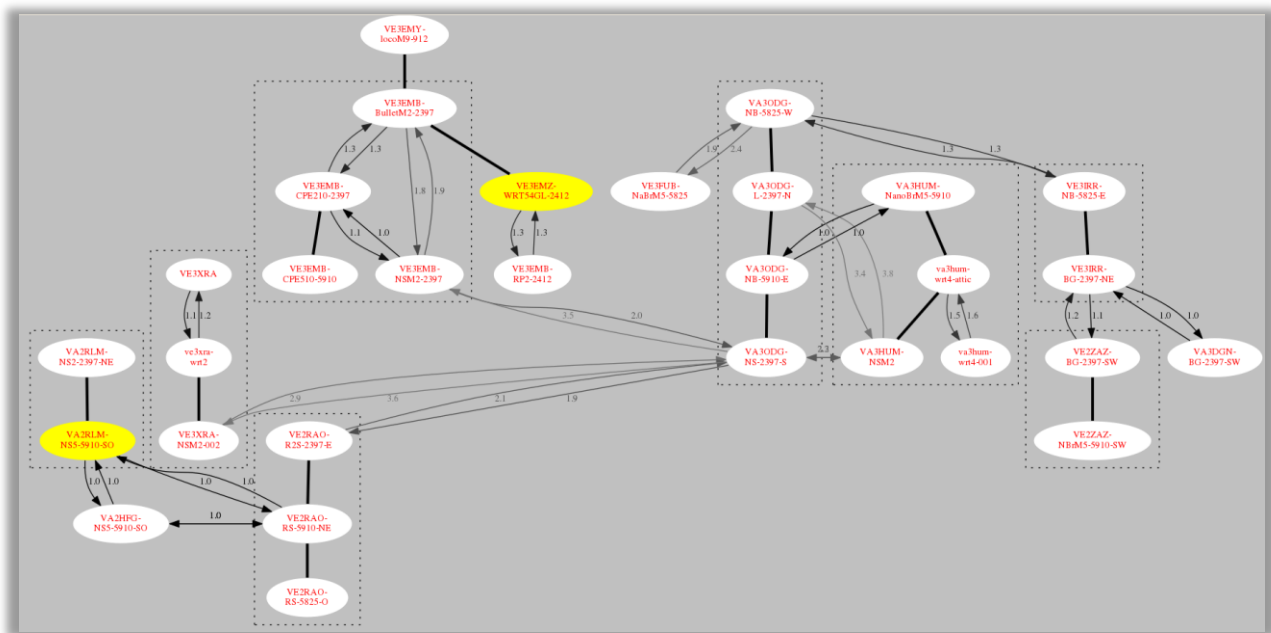 VE3EMY-
locoM9-912
VE3EMB-
BulletM2-2397
VA3ODG-
NB-5825-W
1.3
1.3
1.9
2.4
1.3
1.3
VE3EMB-
CPE210-2397
1.8
1.9
VE3EMZ-
WRT54GL-2412
VE3FUB-
NaBrM5-5825
VA3ODG-
L-2397-N
VA3HUM-
NanoBrM5-5910
VE3IRR-
NB-5825-E
1.1
1.0
1.3
1.3
1.0
1.0
VE3XRA
VE3EMB-
CPE510-5910
VE3EMB-
NSM2-2397
VE3EMB-
RP2-2412
VA3ODG-
NB-5910-E
3.4
3.8
va3hum-
wrt4-attic
VE3IRR-
BG-2397-NE
1.1
1.2
3.5
2.0
1.5
1.6
1.2
1.1
1.0
1.0
VA2RLM-
NS2-2397-NE
ve3xra-
wrt2
VA3ODG-
NS-2397-S
VA3HUM-
NSM2
va3hum-
wrt4-001
VE2ZAZ-
BG-2397-SW
VA3DGN-
BG-2397-SW
2.9
3.6
2.1
1.9
VA2RLM-
NS5-5910-SO
VE3XRA-
NSM2-002
VE2RAO-
R2S-2397-E
VE2ZAZ-
NBrM5-5910-SW
1.0
1.0
1.0
1.0
VA2HFG-
NS5-5910-SO
1.0
VE2RAO-
RS-5910-NE
VE2RAO-
RS-5825-O